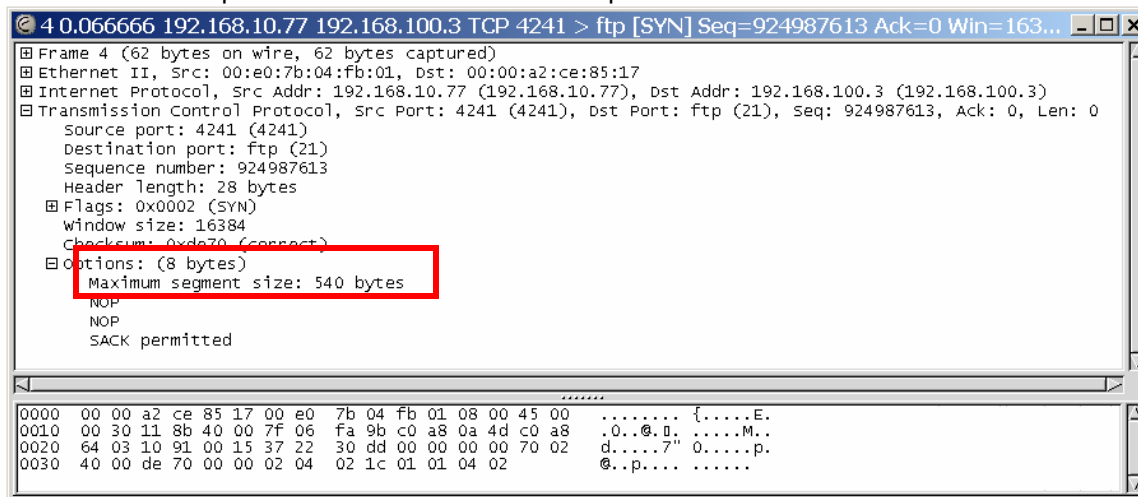 4 0.066666 192.168.10.77 192.168.100.3 TCP 4241 > ftp [SYN] Seq=924987613 Ack=0 Win=163...
Frame 4 (62 bytes on wire, 62 bytes captured)
Ethernet II, Src: 00:e0:7b:04:fb:01, Dst: 00:00:a2:ce:85:17
Internet Protocol, Src Addr: 192.168.10.77 (192.168.10.77), Dst Addr: 192.168.100.3 (192.168.100.3)
Transmission Control Protocol, Src Port: 4241 (4241), Dst Port: ftp (21), Seq: 924987613, Ack: 0, Len: 0
Source port: 4241 (4241)
Destination port: ftp (21)
Sequence number: 924987613
Header length: 28 bytes
Flags: 0x0002 (SYN)
Window size: 16384
Checksum: 0xde70 (correct)
Options: (8 bytes)
Maximum segment size: 540 bytes
NOP
NOP
SACK permitted
0000 00 00 a2 ce 85 17 00 e0 7b 04 fb 01 08 00 45 00 ........ {.....E.
0010 00 30 11 8b 40 00 7f 06 fa 9b c0 a8 0a 4d c0 a8 .0..@.▯. .....M..
0020 64 03 10 91 00 15 37 22 30 dd 00 00 00 00 70 02 d.....7" 0.....p.
0030 40 00 de 70 00 00 02 04 02 1c 01 01 04 02 @..p.... ......